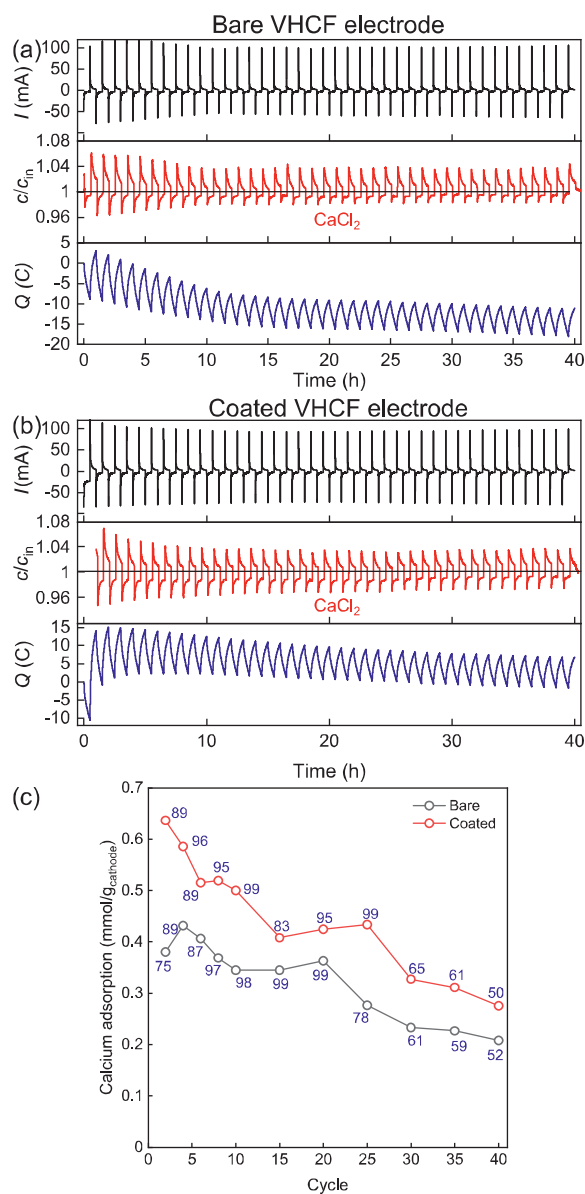 (a) Bare VHCF electrode
I (mA)
100
50
0
-50
c/cin
1.08
1.04
1
0.96
CaCl2
Q (C)
5
0
-5
-10
-15
-20
0 5 10 15 20 25 30 35 40
Time (h)
(b) Coated VHCF electrode
I (mA)
100
50
0
-50
c/cin
1.08
1.04
1
0.96
CaCl2
Q (C)
15
10
5
0
-5
-10
0 10 20 30 40
Time (h)
(c)
Calcium adsorption (mmol/gcathode)
0.7
0.6
0.5
0.4
0.3
0.2
0.1
0
Bare
Coated
89 96 89 95 99 83 95 99 65 61 50
75 89 87 97 98 99 99 78 61 59 52
0 5 10 15 20 25 30 35 40
Cycle